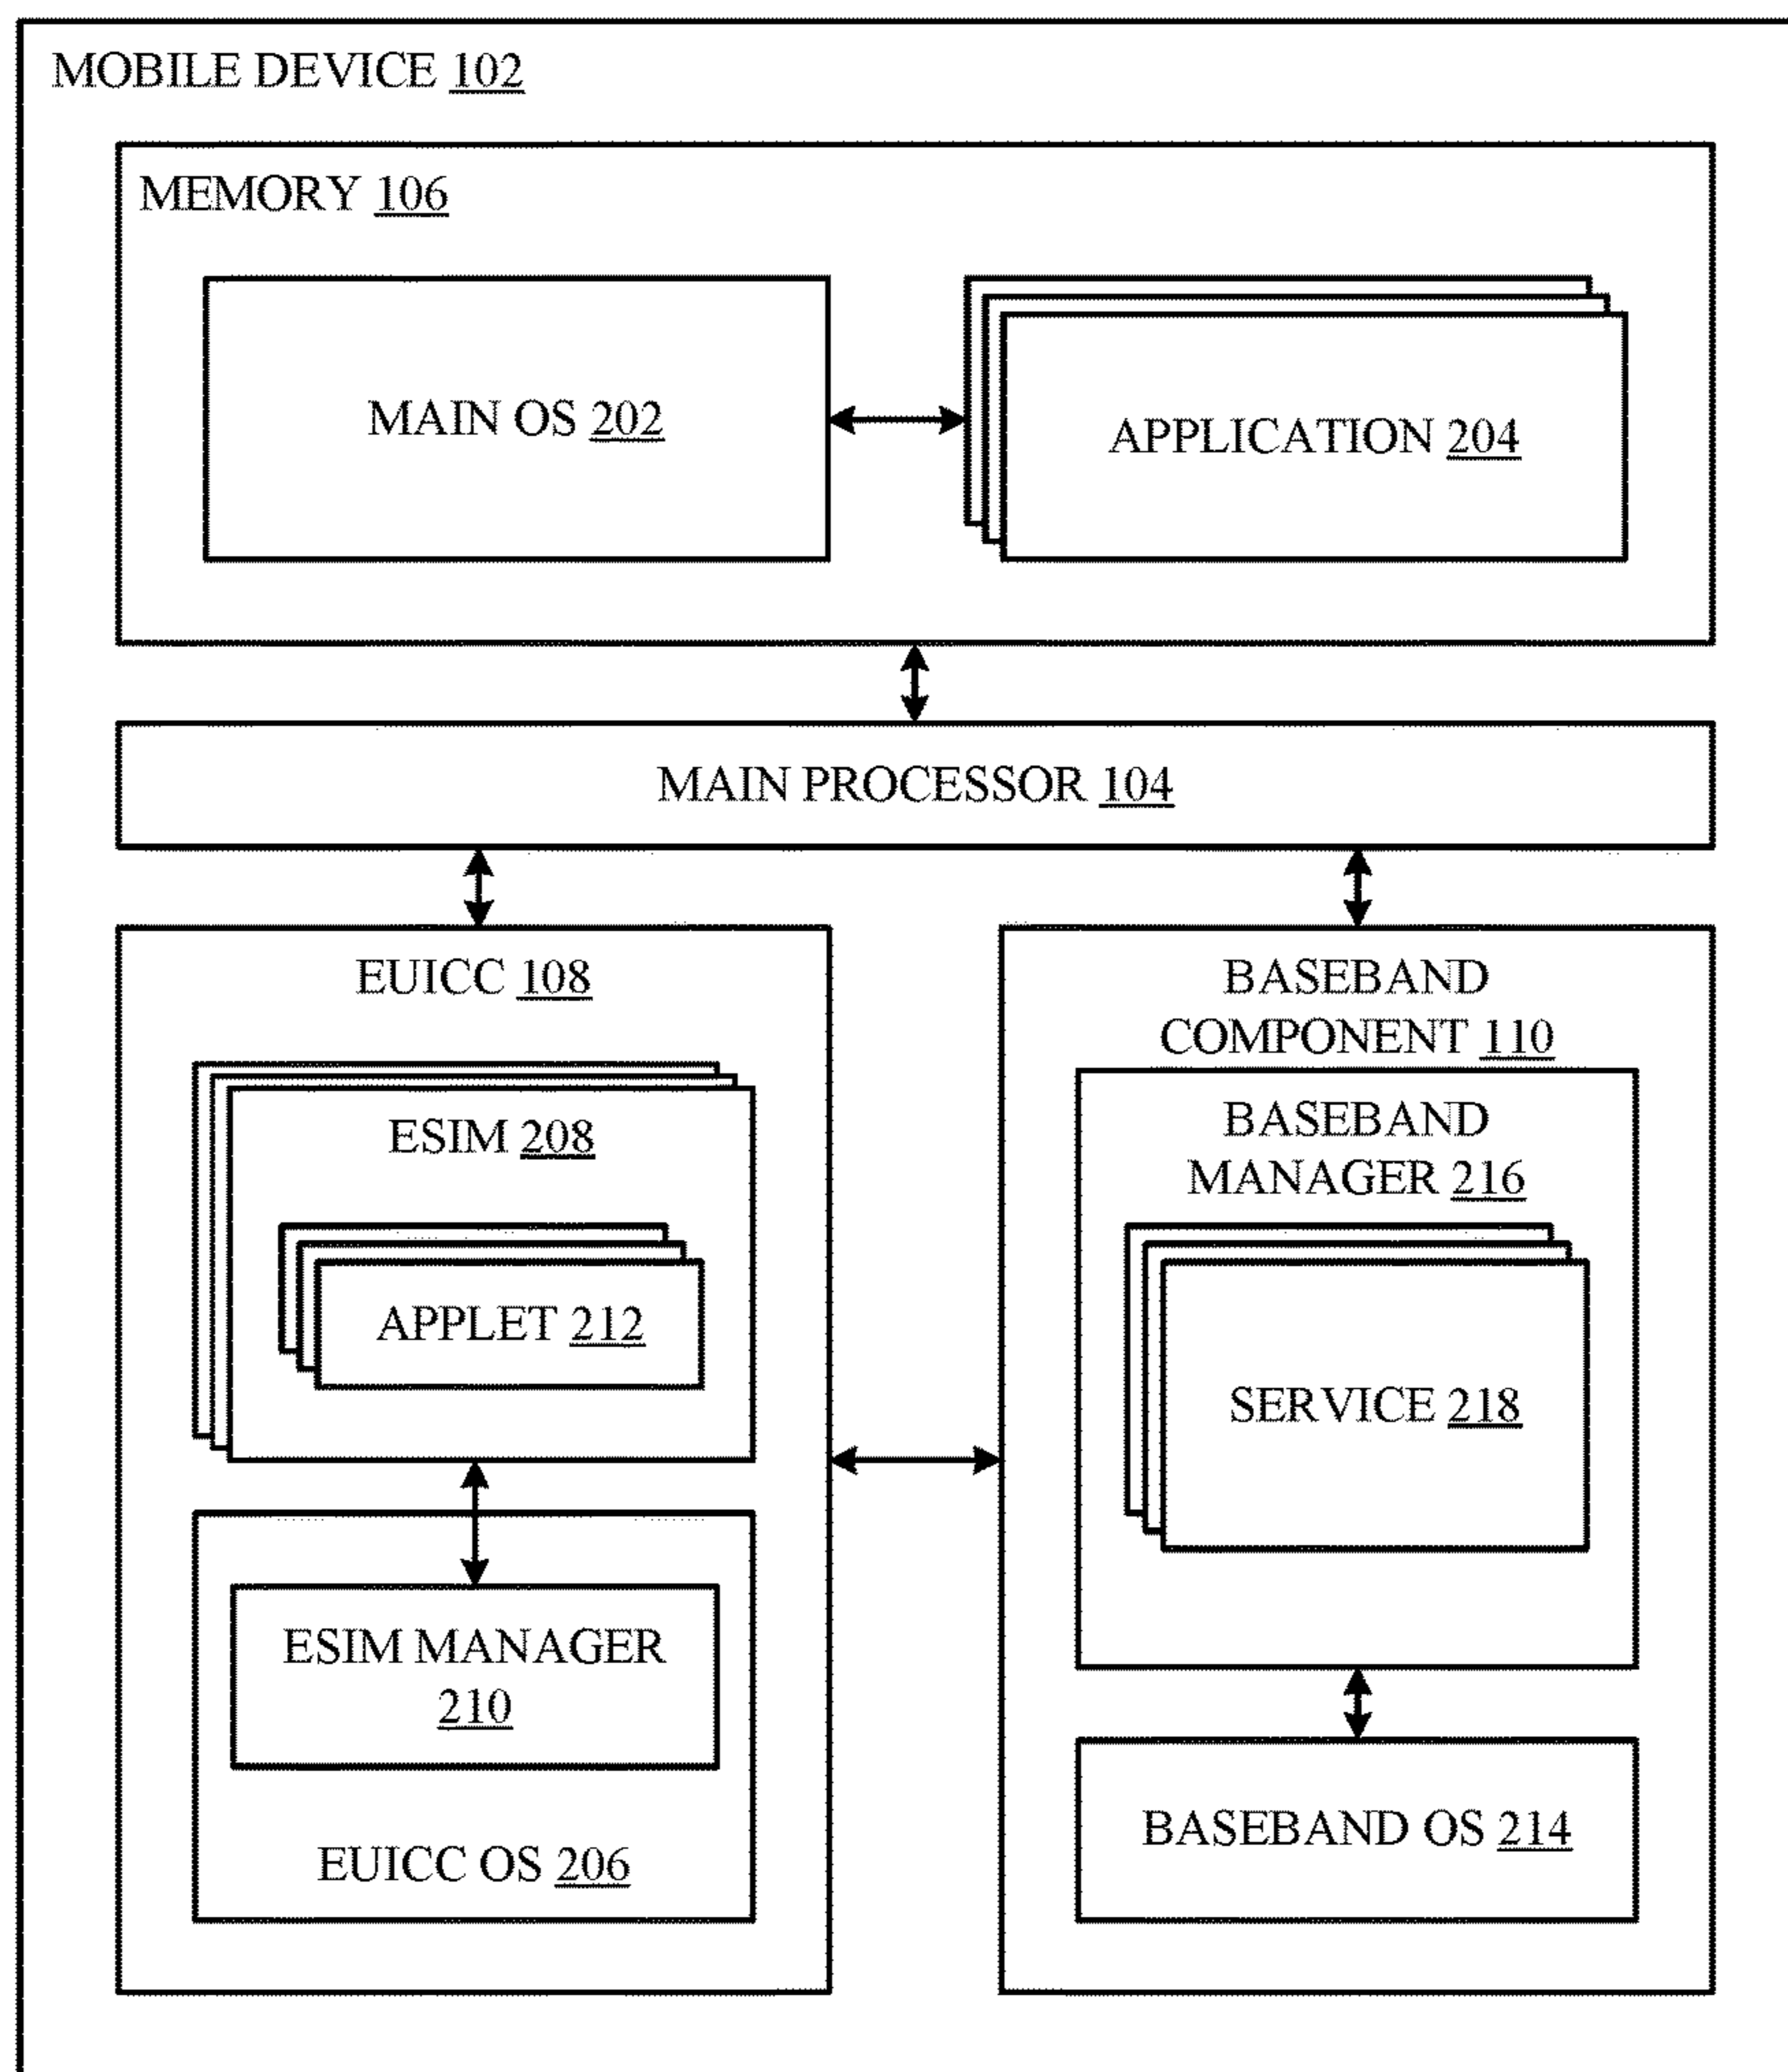 MOBILE DEVICE 102
MEMORY 106
MAIN OS 202
APPLICATION 204
MAIN PROCESSOR 104
EUICC 108
ESIM 208
APPLET 212
ESIM MANAGER
210
EUICC OS 206
BASEBAND
COMPONENT 110
BASEBAND
MANAGER 216
SERVICE 218
BASEBAND OS 214